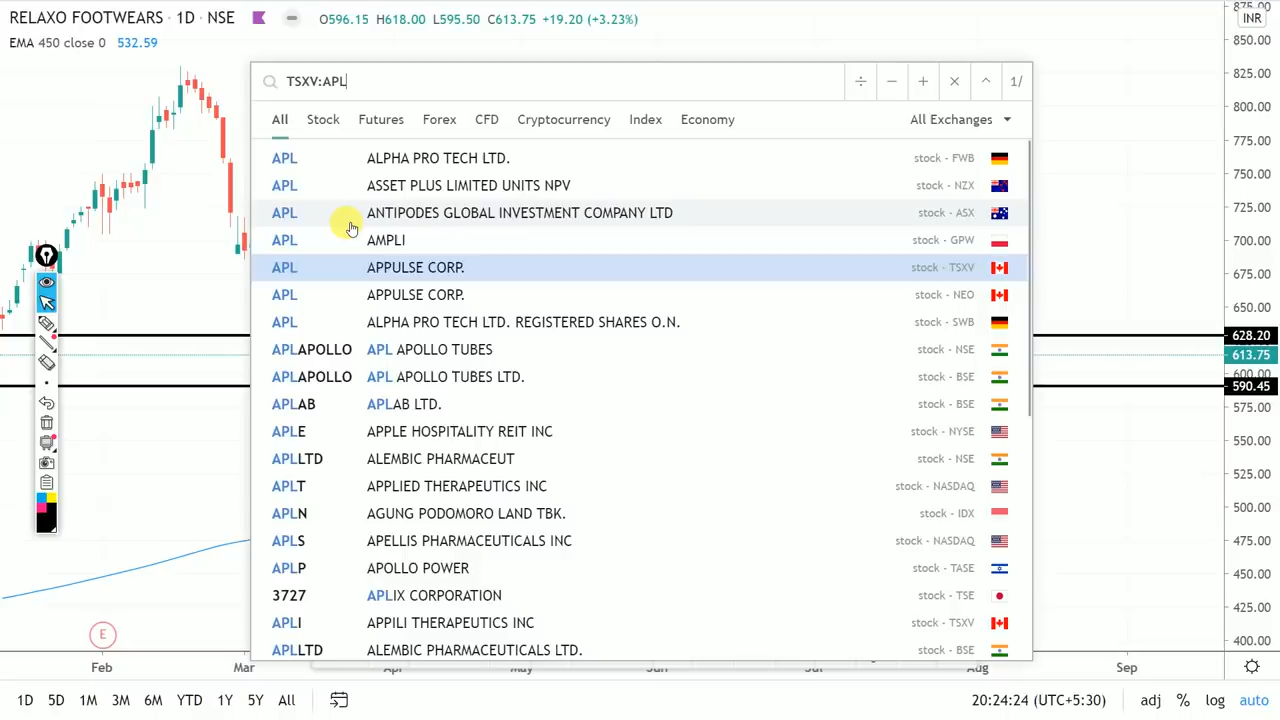 RELAXO FOOTWEARS · 1D · NSE O596.15 H618.00 L595.50 C613.75 +19.20 (+3.23%)
EMA 450 close 0 532.59
INR
TSXV:APL ÷ − + × ^ 1/
All Stock Futures Forex CFD Cryptocurrency Index Economy All Exchanges
APL ALPHA PRO TECH LTD. stock - FWB
APL ASSET PLUS LIMITED UNITS NPV stock - NZX
APL ANTIPODES GLOBAL INVESTMENT COMPANY LTD stock - ASX
APL AMPLI stock - GPW
APL APPULSE CORP. stock - TSXV
APL APPULSE CORP. stock - NEO
APL ALPHA PRO TECH LTD. REGISTERED SHARES O.N. stock - SWB
APLAPOLLO APL APOLLO TUBES stock - NSE
APLAPOLLO APL APOLLO TUBES LTD. stock - BSE
APLAB APLAB LTD. stock - BSE
APLE APPLE HOSPITALITY REIT INC stock - NYSE
APLLTD ALEMBIC PHARMACEUT stock - NSE
APLT APPLIED THERAPEUTICS INC stock - NASDAQ
APLN AGUNG PODOMORO LAND TBK. stock - IDX
APLS APELLIS PHARMACEUTICALS INC stock - NASDAQ
APLP APOLLO POWER stock - TASE
3727 APLIX CORPORATION stock - TSE
APLI APPILI THERAPEUTICS INC stock - TSXV
APLLTD ALEMBIC PHARMACEUTICALS LTD. stock - BSE
875.00
850.00
825.00
800.00
775.00
750.00
725.00
700.00
675.00
650.00
628.20
613.75
600.00
590.45
575.00
550.00
525.00
500.00
475.00
450.00
425.00
400.00
E
Feb Mar Apr May Jun Jul Aug Sep
1D 5D 1M 3M 6M YTD 1Y 5Y All 20:24:24 (UTC+5:30) adj % log auto